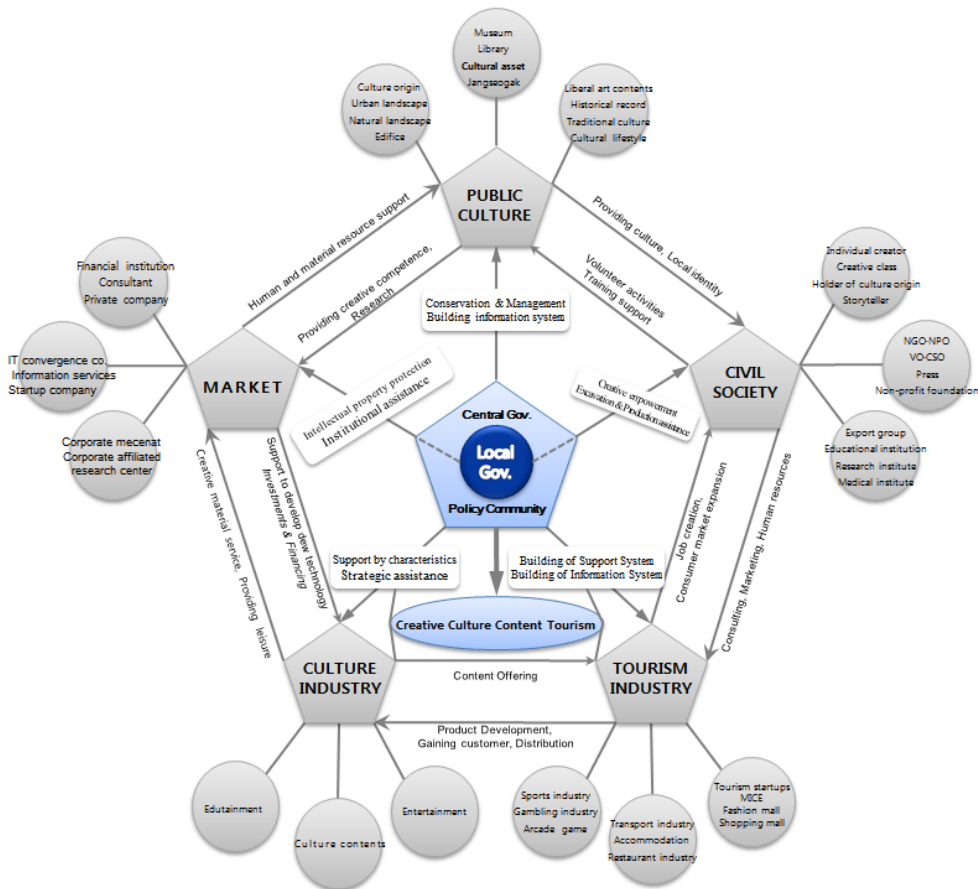 Museum
Library
Cultural asset
Jangseogak
Culture origin
Urban landscape
Natural landscape
Edifice
Liberal art contents
Historical record
Traditional culture
Cultural lifestyle
PUBLIC
CULTURE
Human and material resource support
Providing creative competence,
Research
Providing culture, Local identity
Volunteer activities
Training support
Conservation & Management
Building information system
Financial institution
Consultant
Private company
IT convergence co.
Information services
Startup company
Corporate mecenat
Corporate affiliated
research center
MARKET
Individual creator
Creative class
Holder of culture origin
Storyteller
NGO·NPO
VO·CSO
Press
Non-profit foundation
Export group
Educational institution
Research institute
Medical institute
CIVIL
SOCIETY
Intellectual property protection
Institutional assistance
Creative empowerment
Excavation & Production assistance
Central Gov.
Local
Gov.
Policy Community
Creative material service, Providing
leisure
Support to develop dew technology
Investments & Financing
Job creation,
Consumer market expansion
Consulting, Marketing, Human resources
Support by characteristics
Strategic assistance
Building of Support System
Building of Information System
Creative Culture Content Tourism
CULTURE
INDUSTRY
TOURISM
INDUSTRY
Content Offering
Product Development,
Gaining customer, Distribution
Edutainment
Culture contents
Entertainment
Sports industry
Gambling industry
Arcade game
Transport industry
Accommodation
Restaurant industry
Tourism startups
MICE
Fashion mall
Shopping mall